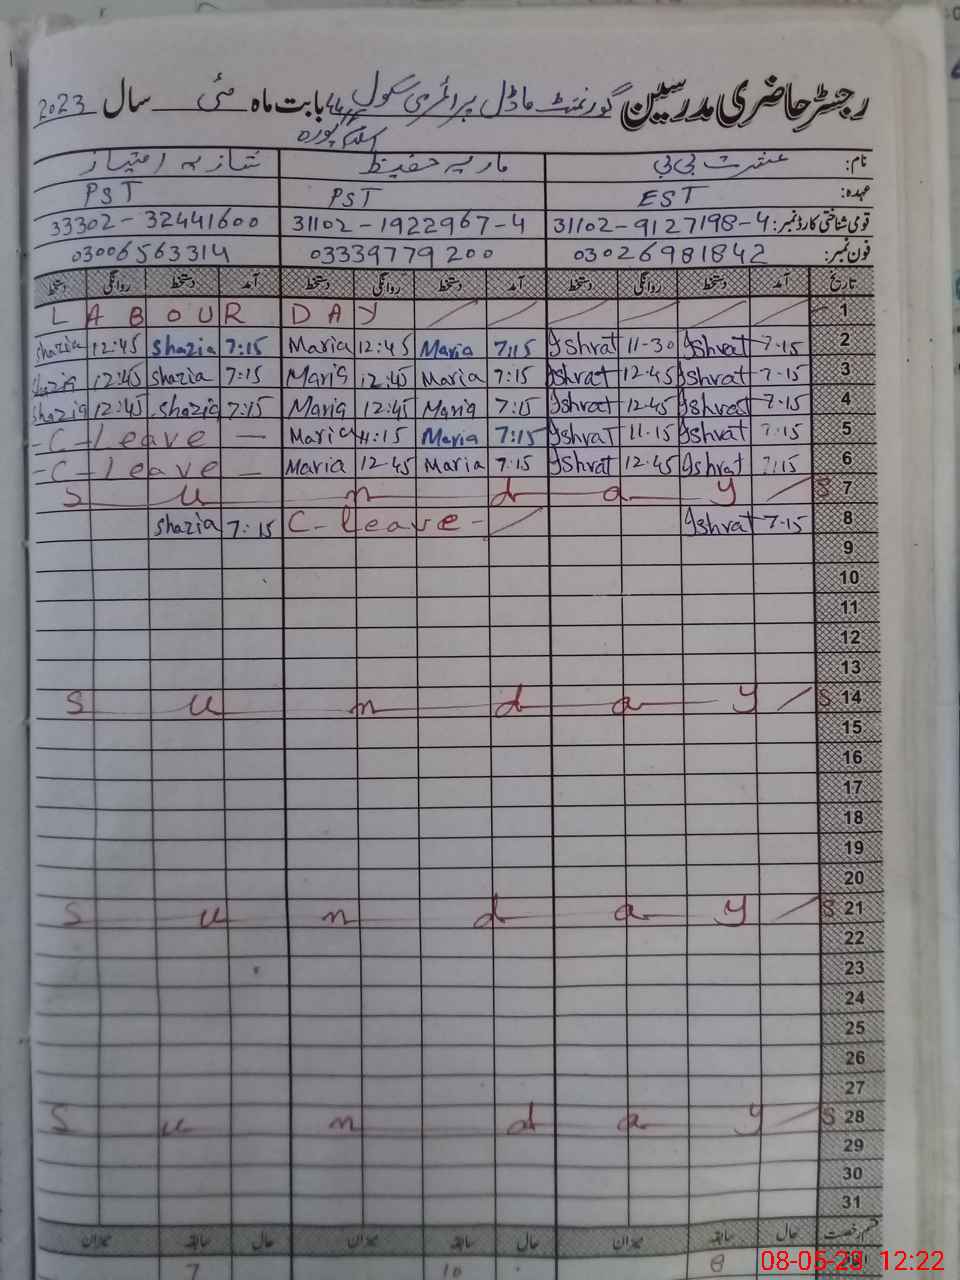 رجسٹر حاضری مدرسین گورنمنٹ ماڈل پرائمری سکول بابت ماہ مئی سال 2023
نام: عشرت بی بی ماریہ حفیظ شازیہ امتیاز
عہدہ: EST PST PST
قومی شناختی کارڈ نمبر: 31102-9127198-4 31102-1922967-4 33302-32441600
فون نمبر: 03026981842 03339779200 03006563314
تاریخ آمد دستخط روانگی دستخط آمد دستخط روانگی دستخط آمد دستخط روانگی دستخط
LABOUR DAY 1
Shazia 12:45 Shazia 7:15 Maria 12:45 Maria 7:15 Ishrat 11-30 Ishrat 7-15 2
Shazia 12:45 Shazia 7:15 Maria 12:45 Maria 7:15 Ishrat 12-45 Ishrat 7-15 3
Shazia 12:45 Shazia 7:15 Maria 12:45 Maria 7:15 Ishrat 12-45 Ishrat 7-15 4
-C-Leave- Maria 11:15 Maria 7:15 Ishrat 11-15 Ishrat 7-15 5
-C-Leave- Maria 12.45 Maria 7:15 Ishrat 12:45 Ishrat 7:15 6
Sunday S 7
Shazia 7:15 C-leave- Ishrat 7-15 8
9
10
11
12
13
Sunday S 14
15
16
17
18
19
20
Sunday S 21
22
23
24
25
26
27
Sunday S 28
29
30
31
قسم رخصت حال سابقہ میزان حال سابقہ میزان حال سابقہ میزان
7 10 8
08-05-23 12:22